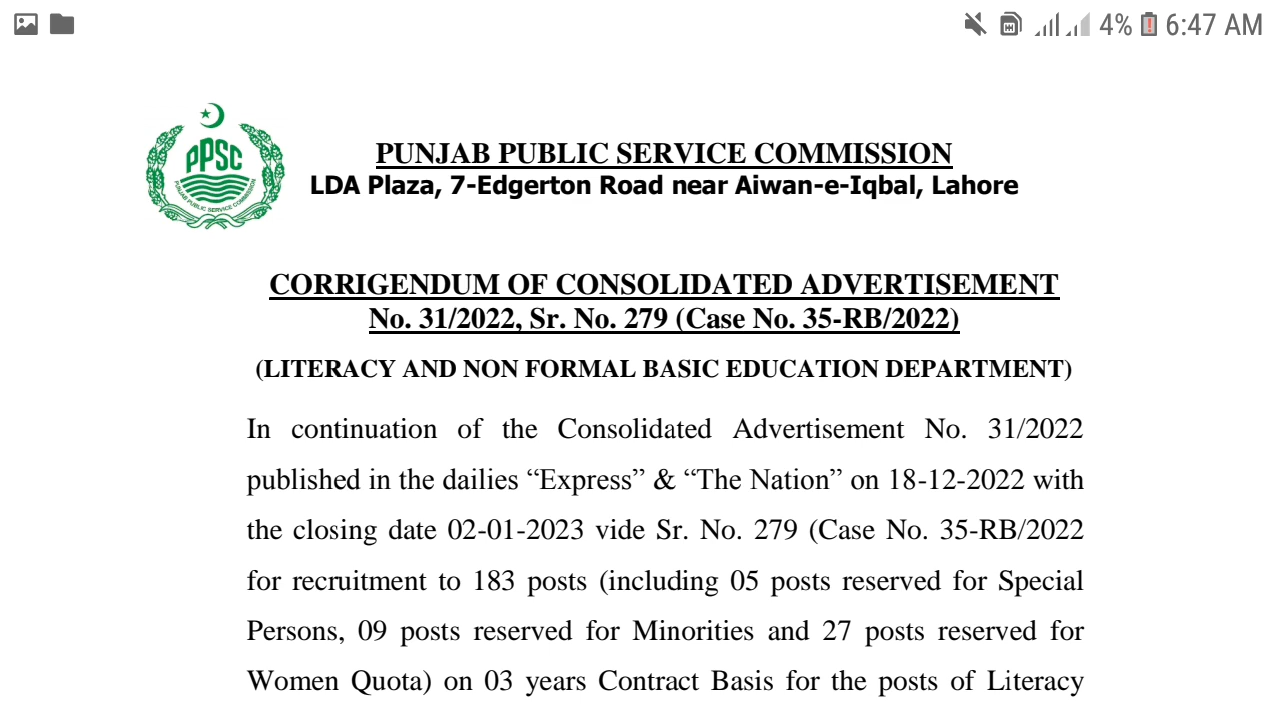 4% 6:47 AM
PPSC
PUNJAB PUBLIC SERVICE COMMISSION
PUNJAB PUBLIC SERVICE COMMISSION
LDA Plaza, 7-Edgerton Road near Aiwan-e-Iqbal, Lahore
CORRIGENDUM OF CONSOLIDATED ADVERTISEMENT
No. 31/2022, Sr. No. 279 (Case No. 35-RB/2022)
(LITERACY AND NON FORMAL BASIC EDUCATION DEPARTMENT)
In continuation of the Consolidated Advertisement No. 31/2022
published in the dailies “Express” & “The Nation” on 18-12-2022 with
the closing date 02-01-2023 vide Sr. No. 279 (Case No. 35-RB/2022
for recruitment to 183 posts (including 05 posts reserved for Special
Persons, 09 posts reserved for Minorities and 27 posts reserved for
Women Quota) on 03 years Contract Basis for the posts of Literacy